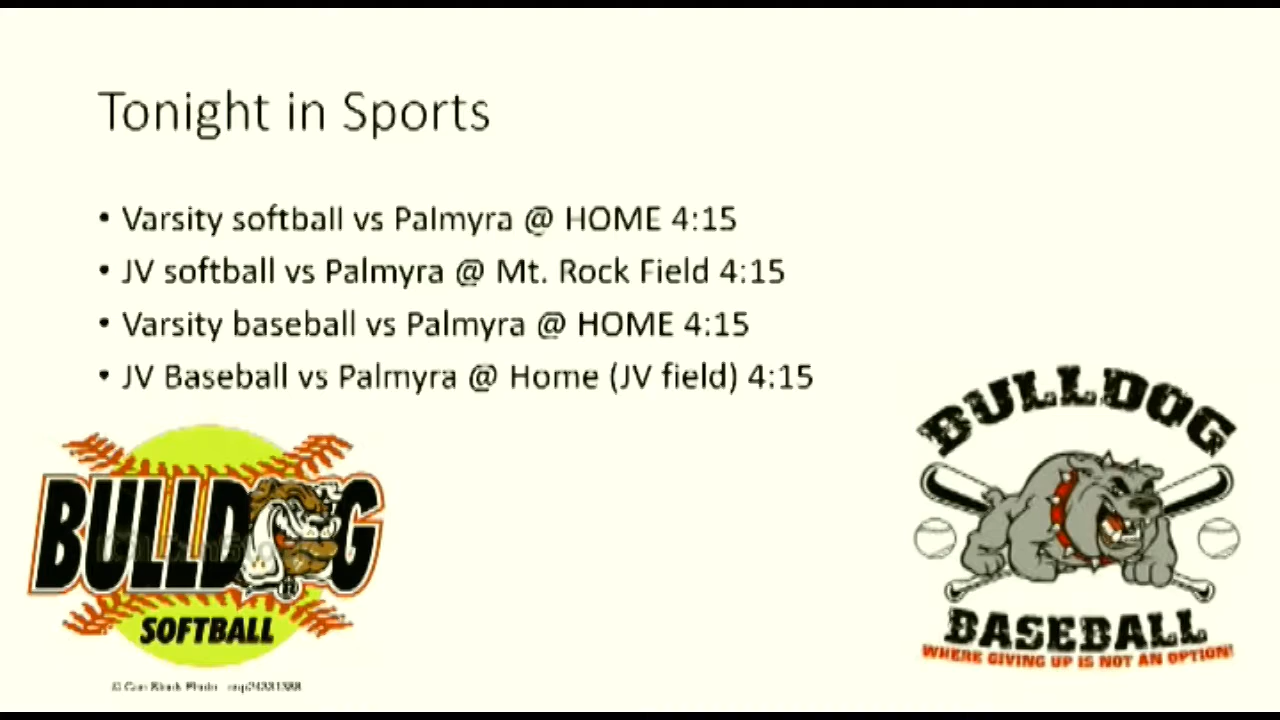 Tonight in Sports
• Varsity softball vs Palmyra @ HOME 4:15
• JV softball vs Palmyra @ Mt. Rock Field 4:15
• Varsity baseball vs Palmyra @ HOME 4:15
• JV Baseball vs Palmyra @ Home (JV field) 4:15
BULLDOG
SOFTBALL
BULLDOG
BASEBALL
WHERE GIVING UP IS NOT AN OPTION!